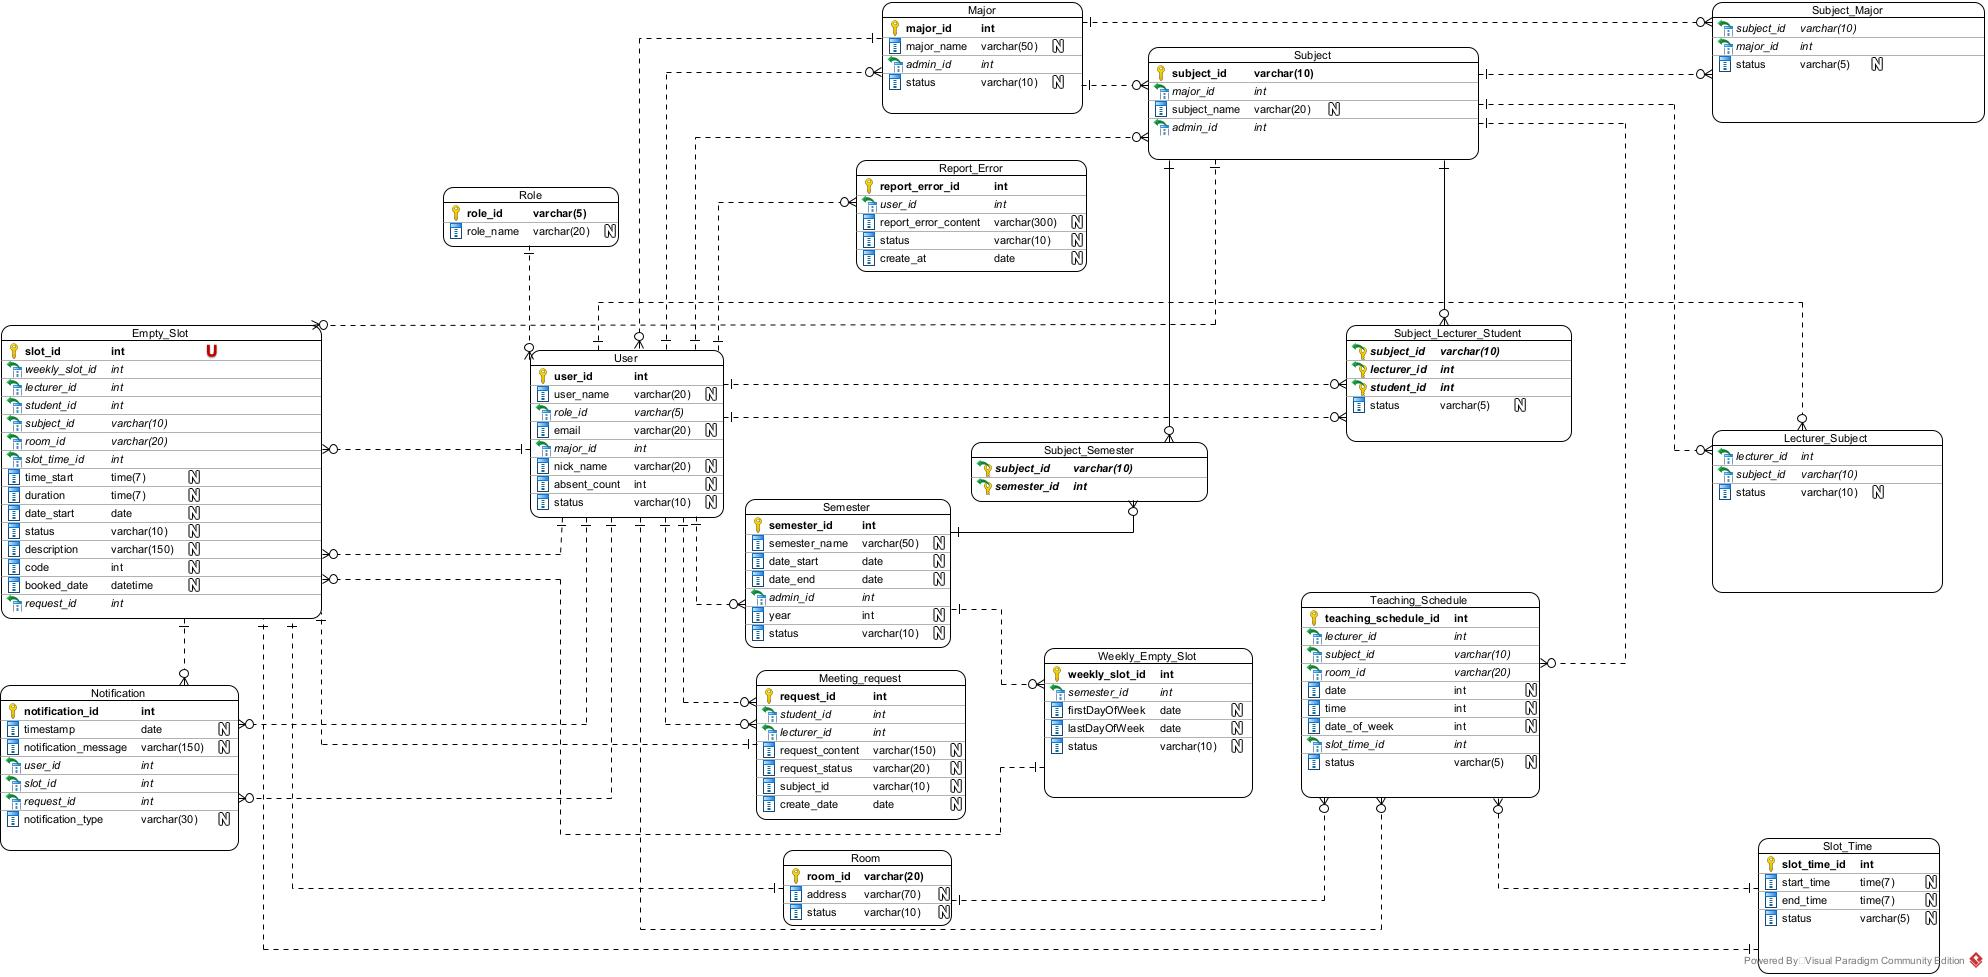 Major
major_id int
major_name varchar(50) N
admin_id int
status varchar(10) N
Subject_Major
subject_id varchar(10)
major_id int
status varchar(5) N
Subject
subject_id varchar(10)
major_id int
subject_name varchar(20) N
admin_id int
Report_Error
report_error_id int
user_id int
report_error_content varchar(300) N
status varchar(10) N
create_at date N
Role
role_id varchar(5)
role_name varchar(20) N
Empty_Slot
slot_id int U
weekly_slot_id int
lecturer_id int
student_id int
subject_id varchar(10)
room_id varchar(20)
slot_time_id int
time_start time(7) N
duration time(7) N
date_start date N
status varchar(10) N
description varchar(150) N
code int N
booked_date datetime N
request_id int
User
user_id int
user_name varchar(20) N
role_id varchar(5)
email varchar(20) N
major_id int
nick_name varchar(20) N
absent_count int N
status varchar(10) N
Subject_Lecturer_Student
subject_id varchar(10)
lecturer_id int
student_id int
status varchar(5) N
Subject_Semester
subject_id varchar(10)
semester_id int
Lecturer_Subject
lecturer_id int
subject_id varchar(10)
status varchar(10) N
Semester
semester_id int
semester_name varchar(50) N
date_start date N
date_end date N
admin_id int
year int N
status varchar(10) N
Teaching_Schedule
teaching_schedule_id int
lecturer_id int
subject_id varchar(10)
room_id varchar(20)
date int N
time int N
date_of_week int N
slot_time_id int
status varchar(5) N
Weekly_Empty_Slot
weekly_slot_id int
semester_id int
firstDayOfWeek date N
lastDayOfWeek date N
status varchar(10) N
Meeting_request
request_id int
student_id int
lecturer_id int
request_content varchar(150) N
request_status varchar(20) N
subject_id varchar(10) N
create_date date N
Notification
notification_id int
timestamp date N
notification_message varchar(150) N
user_id int
slot_id int
request_id int
notification_type varchar(30) N
Room
room_id varchar(20)
address varchar(70) N
status varchar(10) N
Slot_Time
slot_time_id int
start_time time(7) N
end_time time(7) N
status varchar(5) N
Powered By Visual Paradigm Community Edition